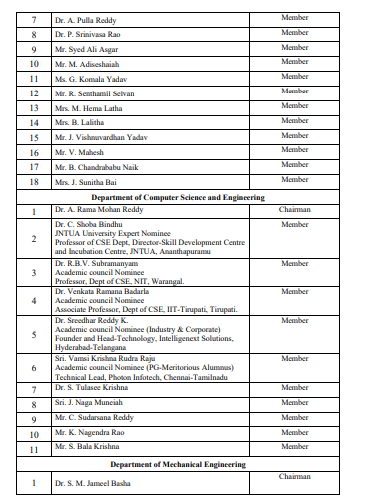 7 Dr. A. Pulla Reddy Member
8 Dr. P. Srinivasa Rao Member
9 Mr. Syed Ali Asgar Member
10 Mr. M. Adiseshaiah Member
11 Ms. G. Komala Yadav Member
12 Mr. R. Senthamil Selvan Member
13 Mrs. M. Hema Latha Member
14 Mrs. B. Lalitha Member
15 Mr. J. Vishnuvardhan Yadav Member
16 Mr. V. Mahesh Member
17 Mr. B. Chandrababu Naik Member
18 Mrs. J. Sunitha Bai Member
Department of Computer Science and Engineering
1 Dr. A. Rama Mohan Reddy Chairman
2 Dr. C. Shoba Bindhu Member
JNTUA University Expert Nominee
Professor of CSE Dept, Director-Skill Development Centre
and Incubation Centre, JNTUA, Ananthapuramu
3 Dr. R.B.V. Subramanyam Member
Academic council Nominee
Professor, Dept of CSE, NIT, Warangal.
4 Dr. Venkata Ramana Badarla Member
Academic council Nominee
Associate Professor, Dept of CSE, IIT-Tirupati, Tirupati.
5 Dr. Sreedhar Reddy K. Member
Academic council Nominee (Industry & Corporate)
Founder and Head-Technology, Intelligenext Solutions,
Hyderabad-Telangana
6 Sri. Vamsi Krishna Rudra Raju Member
Academic council Nominee (PG-Meritorious Alumnus)
Technical Lead, Photon Infotech, Chennai-Tamilnadu
7 Dr. S. Tulasee Krishna Member
8 Sri. J. Naga Muneiah Member
9 Mr. C. Sudarsana Reddy Member
10 Mr. K. Nagendra Rao Member
11 Mr. S. Bala Krishna Member
Department of Mechanical Engineering
1 Dr. S. M. Jameel Basha Chairman